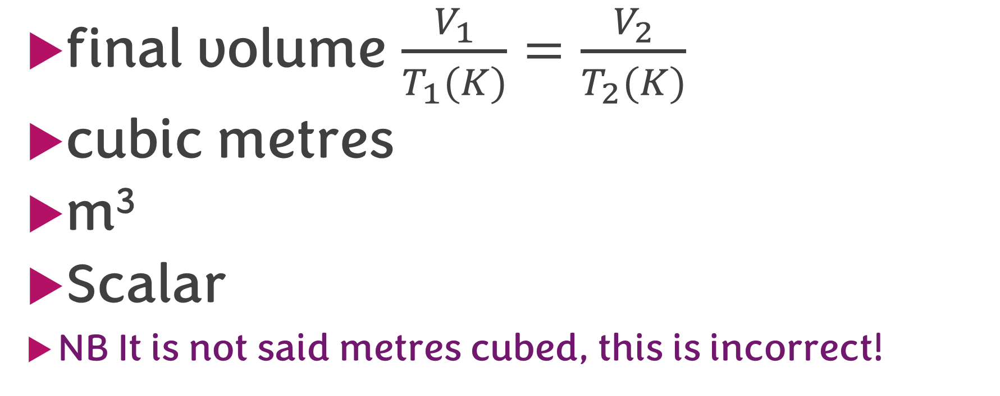 ▶final volume V₁/T₁(K) = V₂/T₂(K)
▶cubic metres
▶m³
▶Scalar
▶NB It is not said metres cubed, this is incorrect!